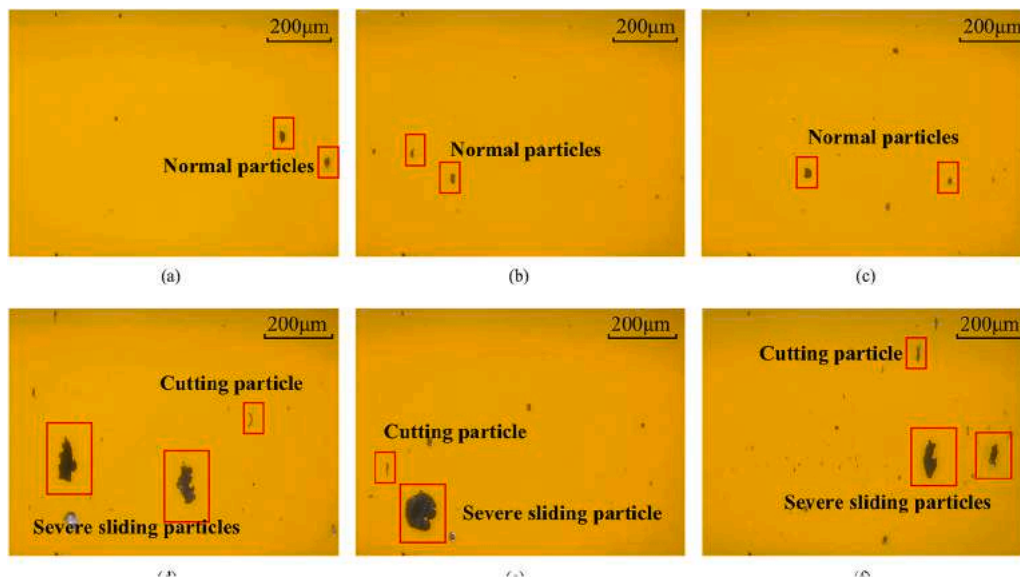 200μm
Normal particles
(a)
200μm
Normal particles
(b)
200μm
Normal particles
(c)
200μm
Cutting particle
Severe sliding particles
(d)
200μm
Cutting particle
Severe sliding particle
200μm
Cutting particle
Severe sliding particles
(f)